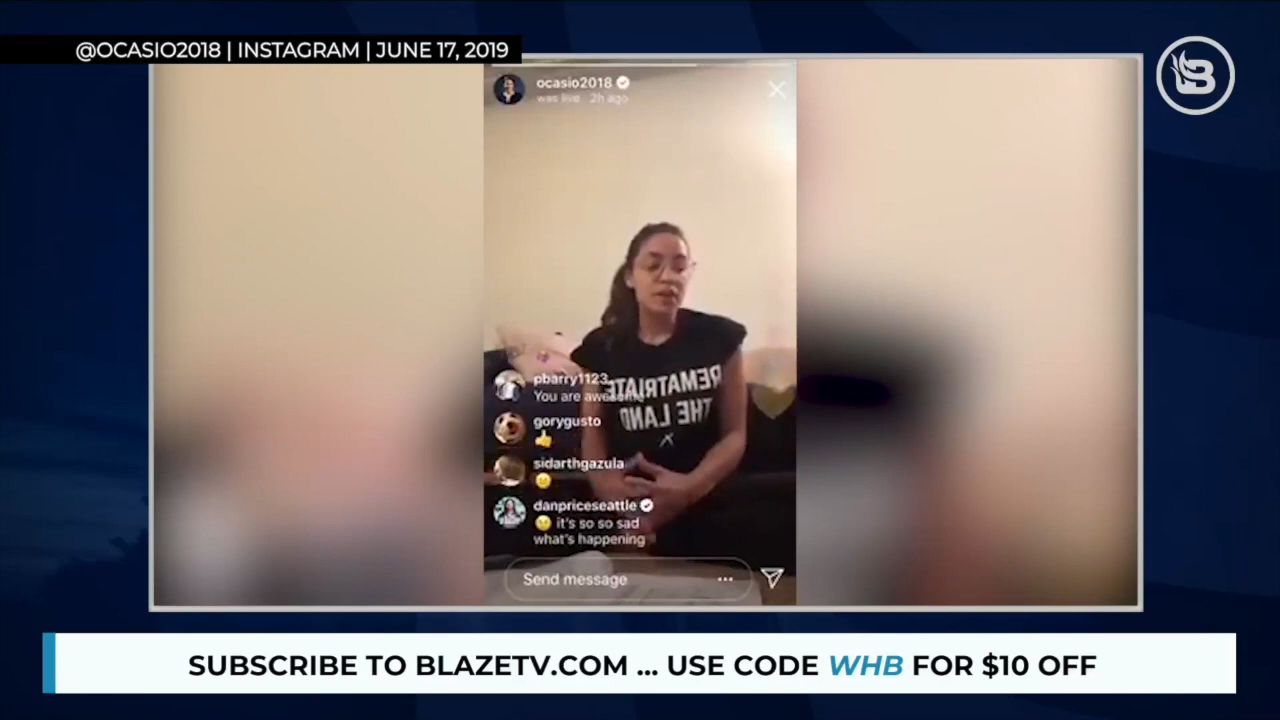 @OCASIO2018 | INSTAGRAM | JUNE 17, 2019
B
ocasio2018
was live 2h ago
REMATRIATE
THE LAND
pbarry1123
You are awesome
gorygusto
👍
sidarthgazula
danpriceseattle
it's so so sad
what's happening
Send message
SUBSCRIBE TO BLAZETV.COM ... USE CODE WHB FOR $10 OFF